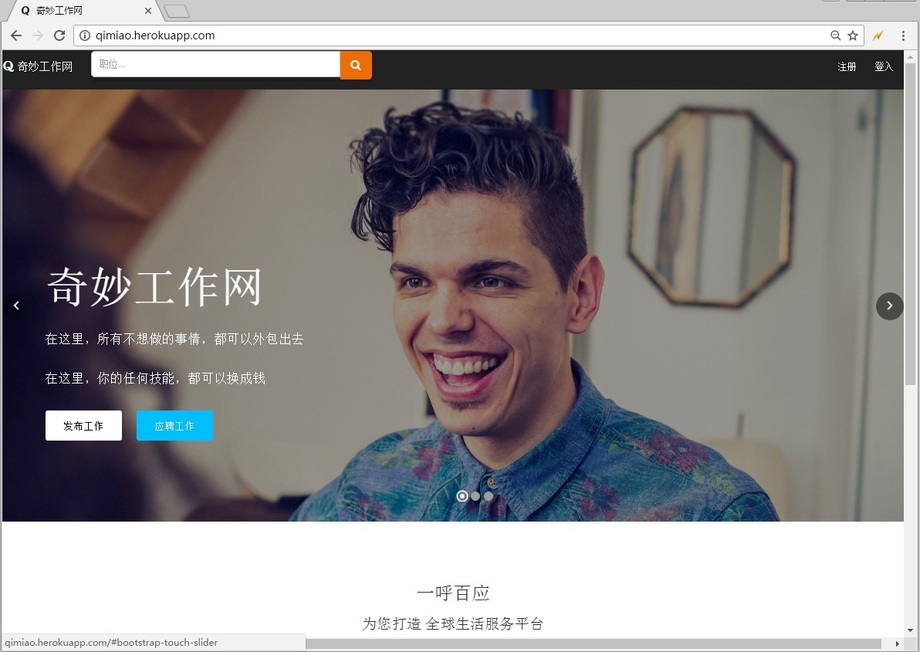 奇妙工作网
qimiao.herokuapp.com
奇妙工作网
职位...
注册
登入
奇妙工作网
在这里，所有不想做的事情，都可以外包出去
在这里，你的任何技能，都可以换成钱
发布工作
应聘工作
一呼百应
为您打造 全球生活服务平台
qimiao.herokuapp.com/#bootstrap-touch-slider